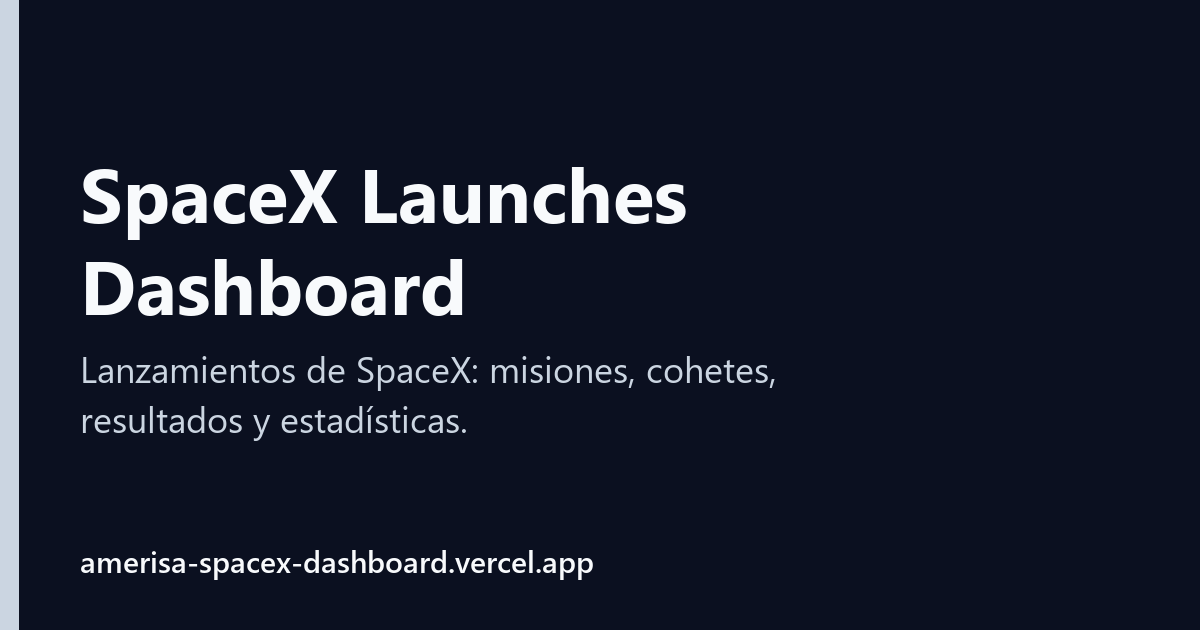 SpaceX Launches
Dashboard
Lanzamientos de SpaceX: misiones, cohetes,
resultados y estadísticas.
amerisa-spacex-dashboard.vercel.app